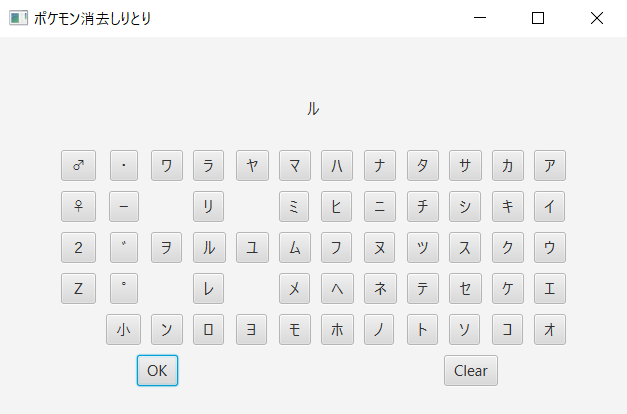 ポケモン消去しりとり
ル
♂ ・ ワ ラ ヤ マ ハ ナ タ サ カ ア
♀ ー リ ミ ヒ ニ チ シ キ イ
2 ゛ ヲ ル ユ ム フ ヌ ツ ス ク ウ
Z ゜ レ メ ヘ ネ テ セ ケ エ
小 ン ロ ヨ モ ホ ノ ト ソ コ オ
OK Clear